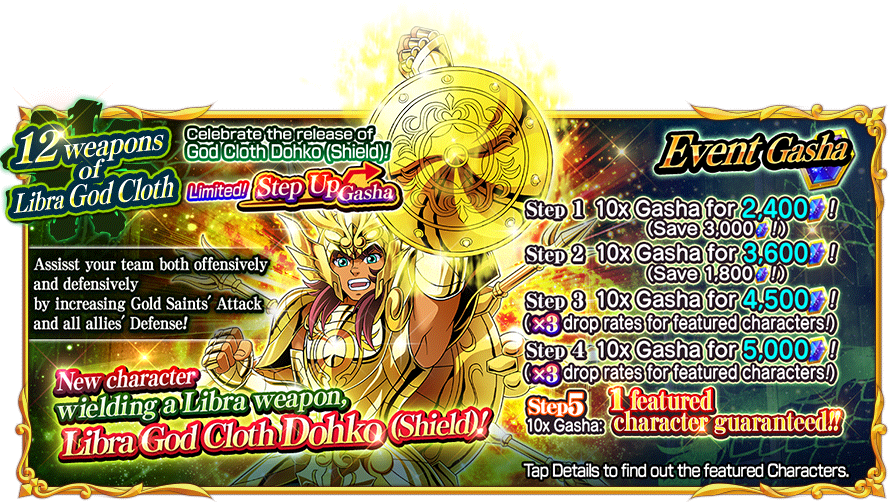 12 weapons
of
Libra God Cloth
Celebrate the release of
God Cloth Dohko (Shield)!
Limited! Step Up Gasha
Assisst your team both offensively
and defensively
by increasing Gold Saints' Attack
and all allies' Defense!
New character
wielding a Libra weapon,
Libra God Cloth Dohko (Shield)!
Event Gasha
Step 1 10x Gasha for 2,400!
(Save 3,000!)
Step 2 10x Gasha for 3,600!
(Save 1,800!)
Step 3 10x Gasha for 4,500!
(×3 drop rates for featured characters!)
Step 4 10x Gasha for 5,000!
(×3 drop rates for featured characters!)
Step5
10x Gasha:
1 featured
character guaranteed!!
Tap Details to find out the featured Characters.